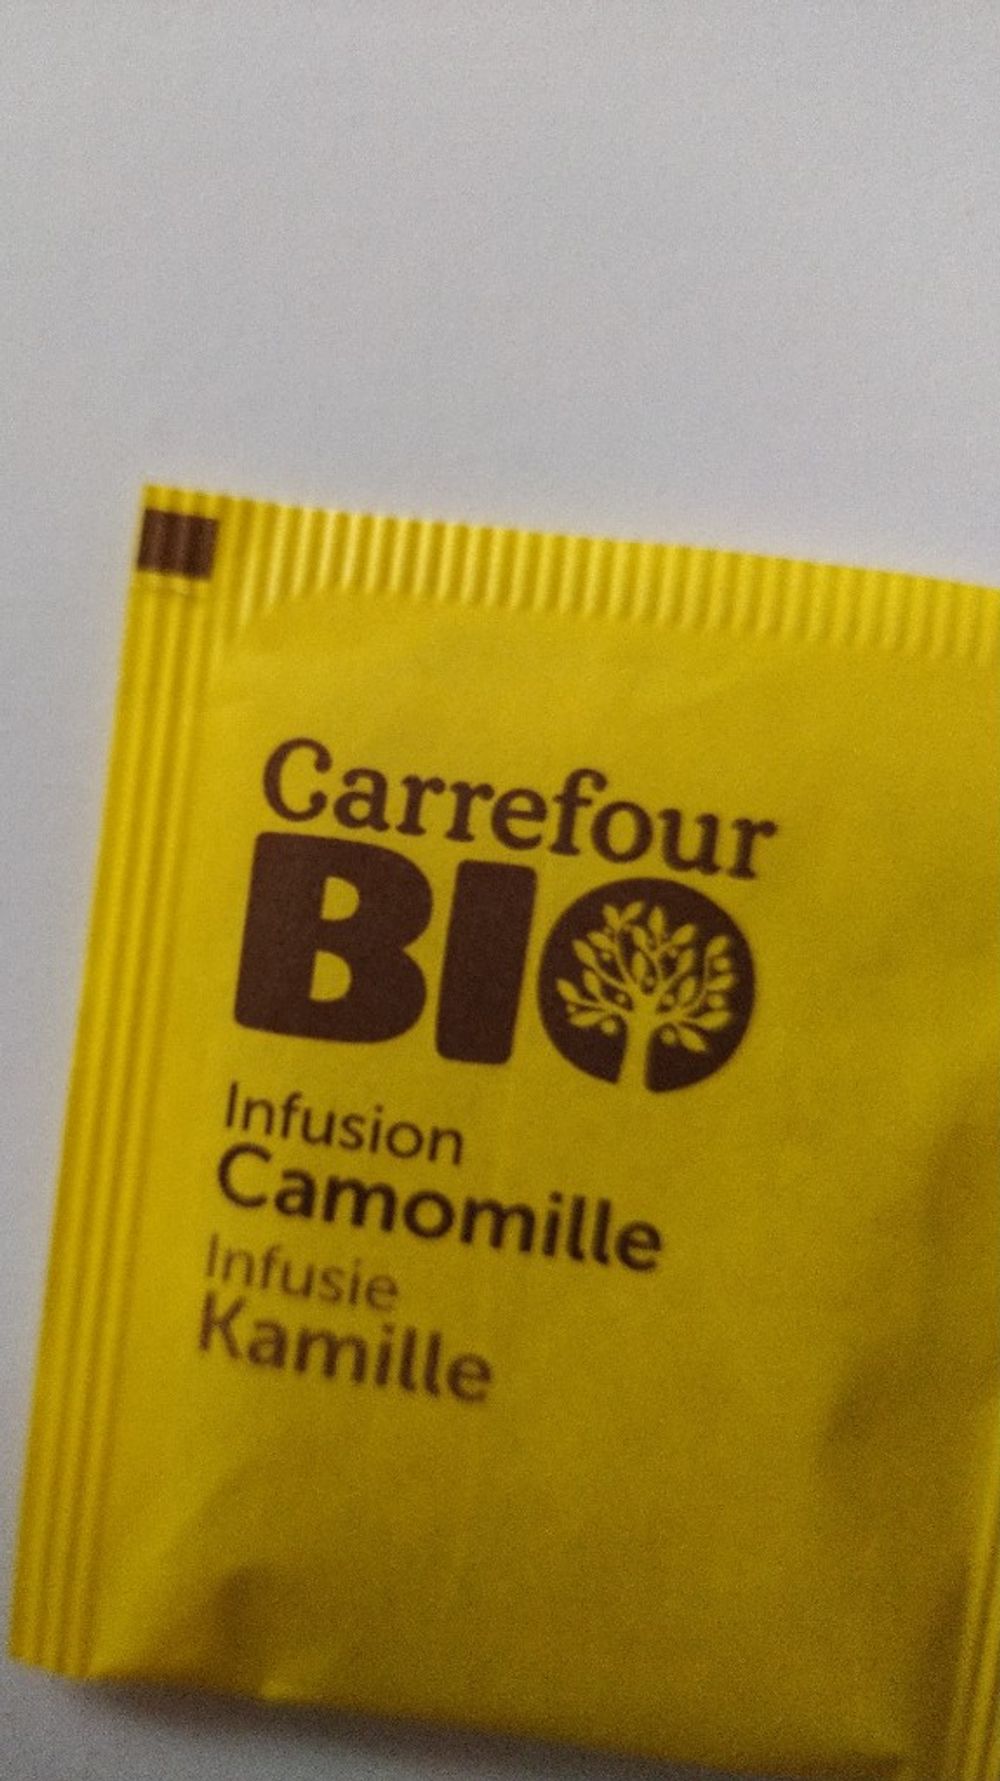 Carrefour
BIO
Infusion
Camomille
Infusie
Kamille